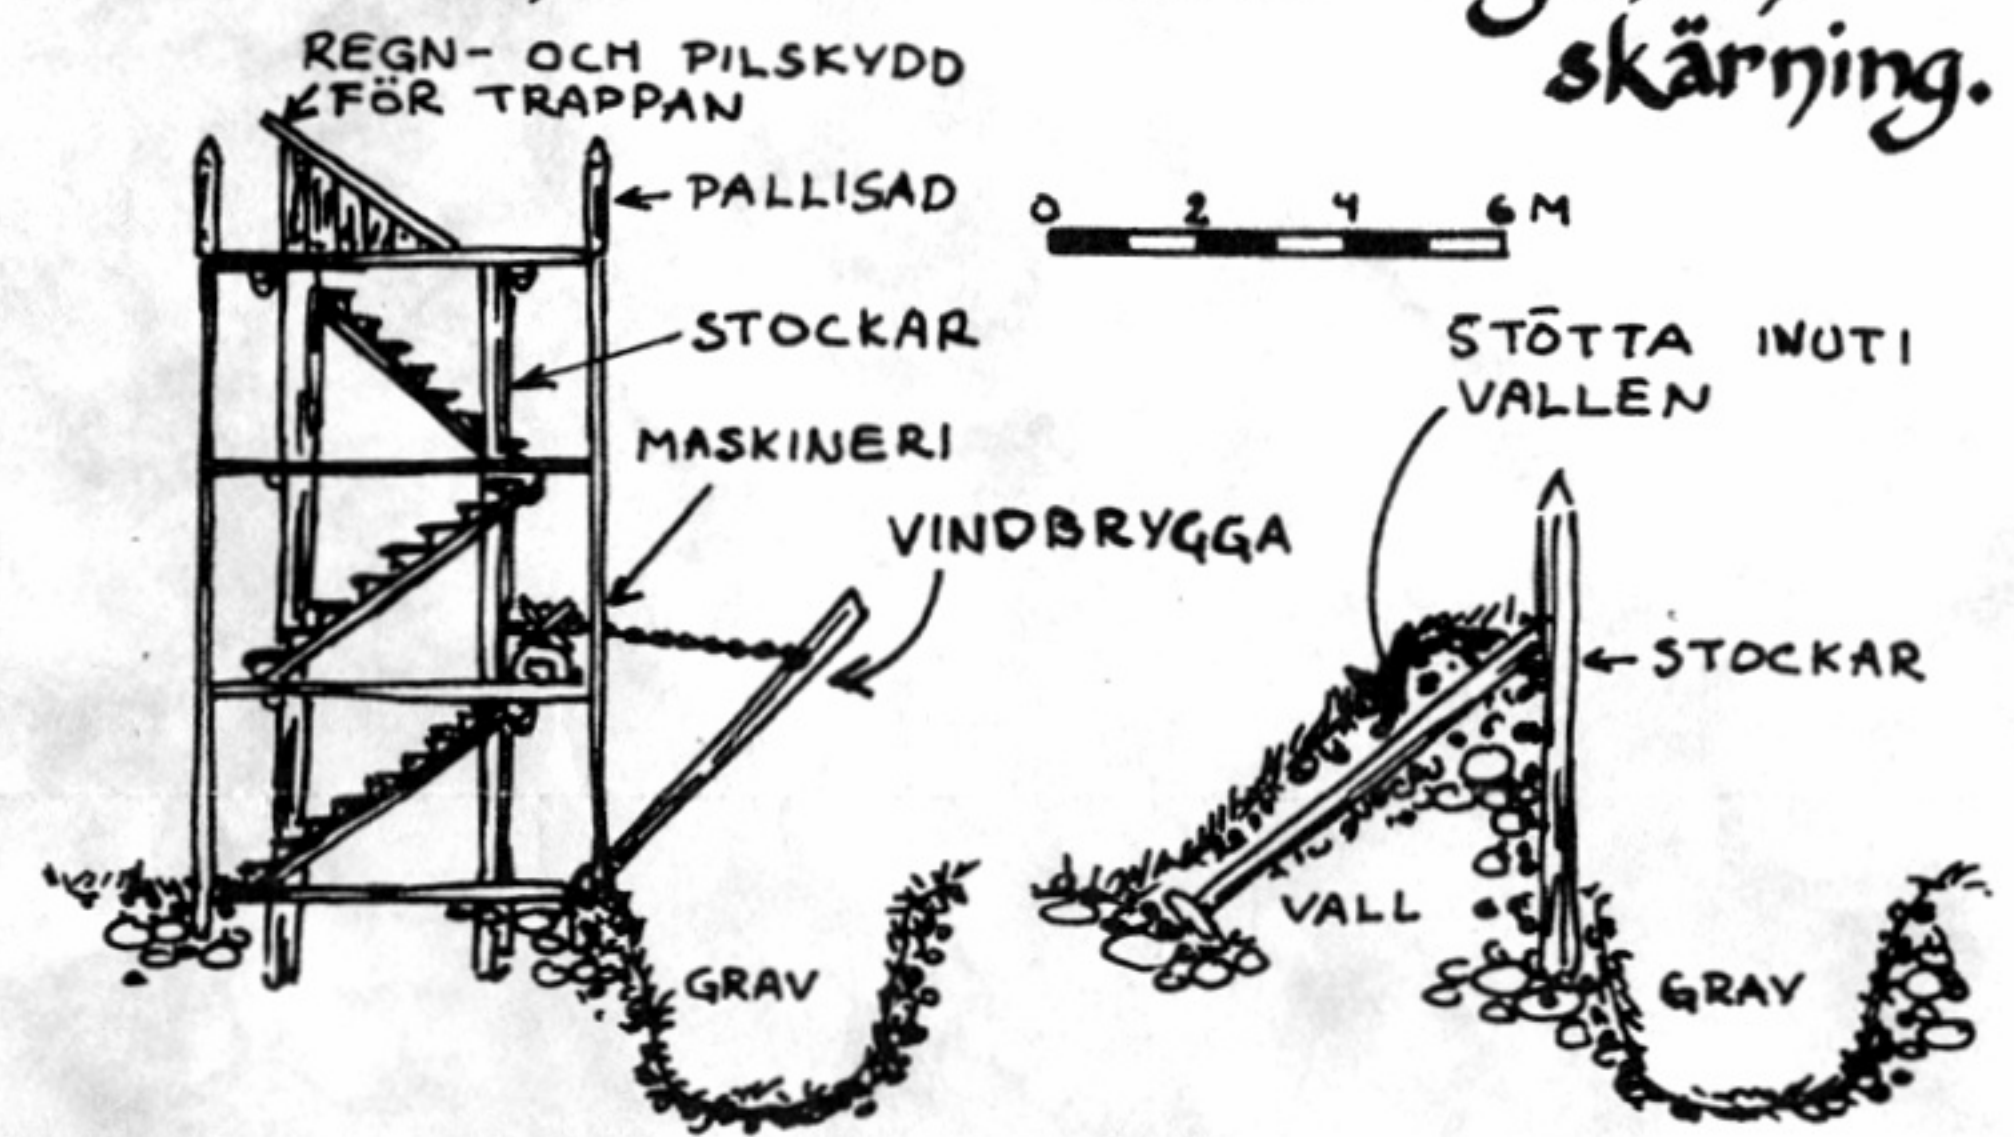 skärning.
REGN- OCH PILSKYDD
FÖR TRAPPAN
PALLISAD
0 2 4 6 M
STOCKAR
STÖTTA INUTI
VALLEN
MASKINERI
VINDBRYGGA
STOCKAR
VALL
GRAV
GRAV